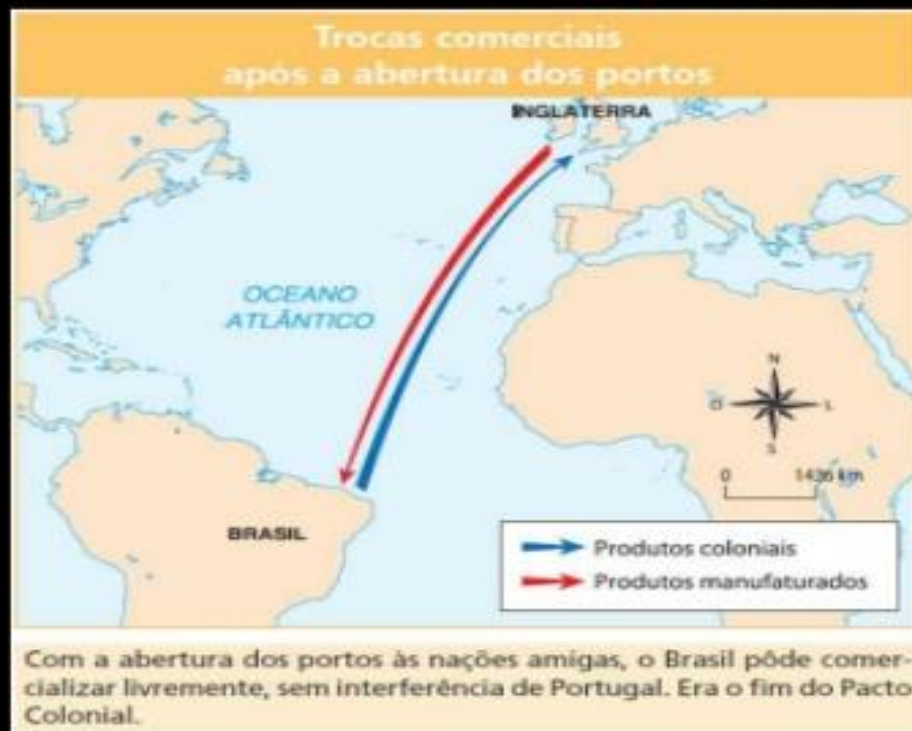 Trocas comerciais
após a abertura dos portos
INGLATERRA
OCEANO
ATLÂNTICO
N
O
L
S
0
1436 km
BRASIL
Produtos coloniais
Produtos manufaturados
Com a abertura dos portos às nações amigas, o Brasil pôde comer-
cializar livremente, sem interferência de Portugal. Era o fim do Pacto
Colonial.